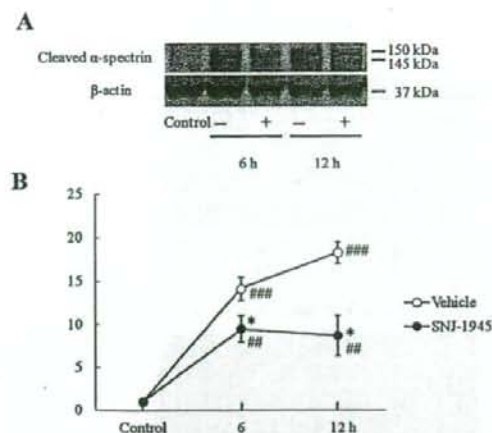 A
Cleaved α-spectrin
150 kDa
145 kDa
β-actin
37 kDa
Control − + − +
6 h 12 h
B
25
20
15
10
5
0
###
###
*
##
*
##
Vehicle
SNJ-1945
Control 6 12 h